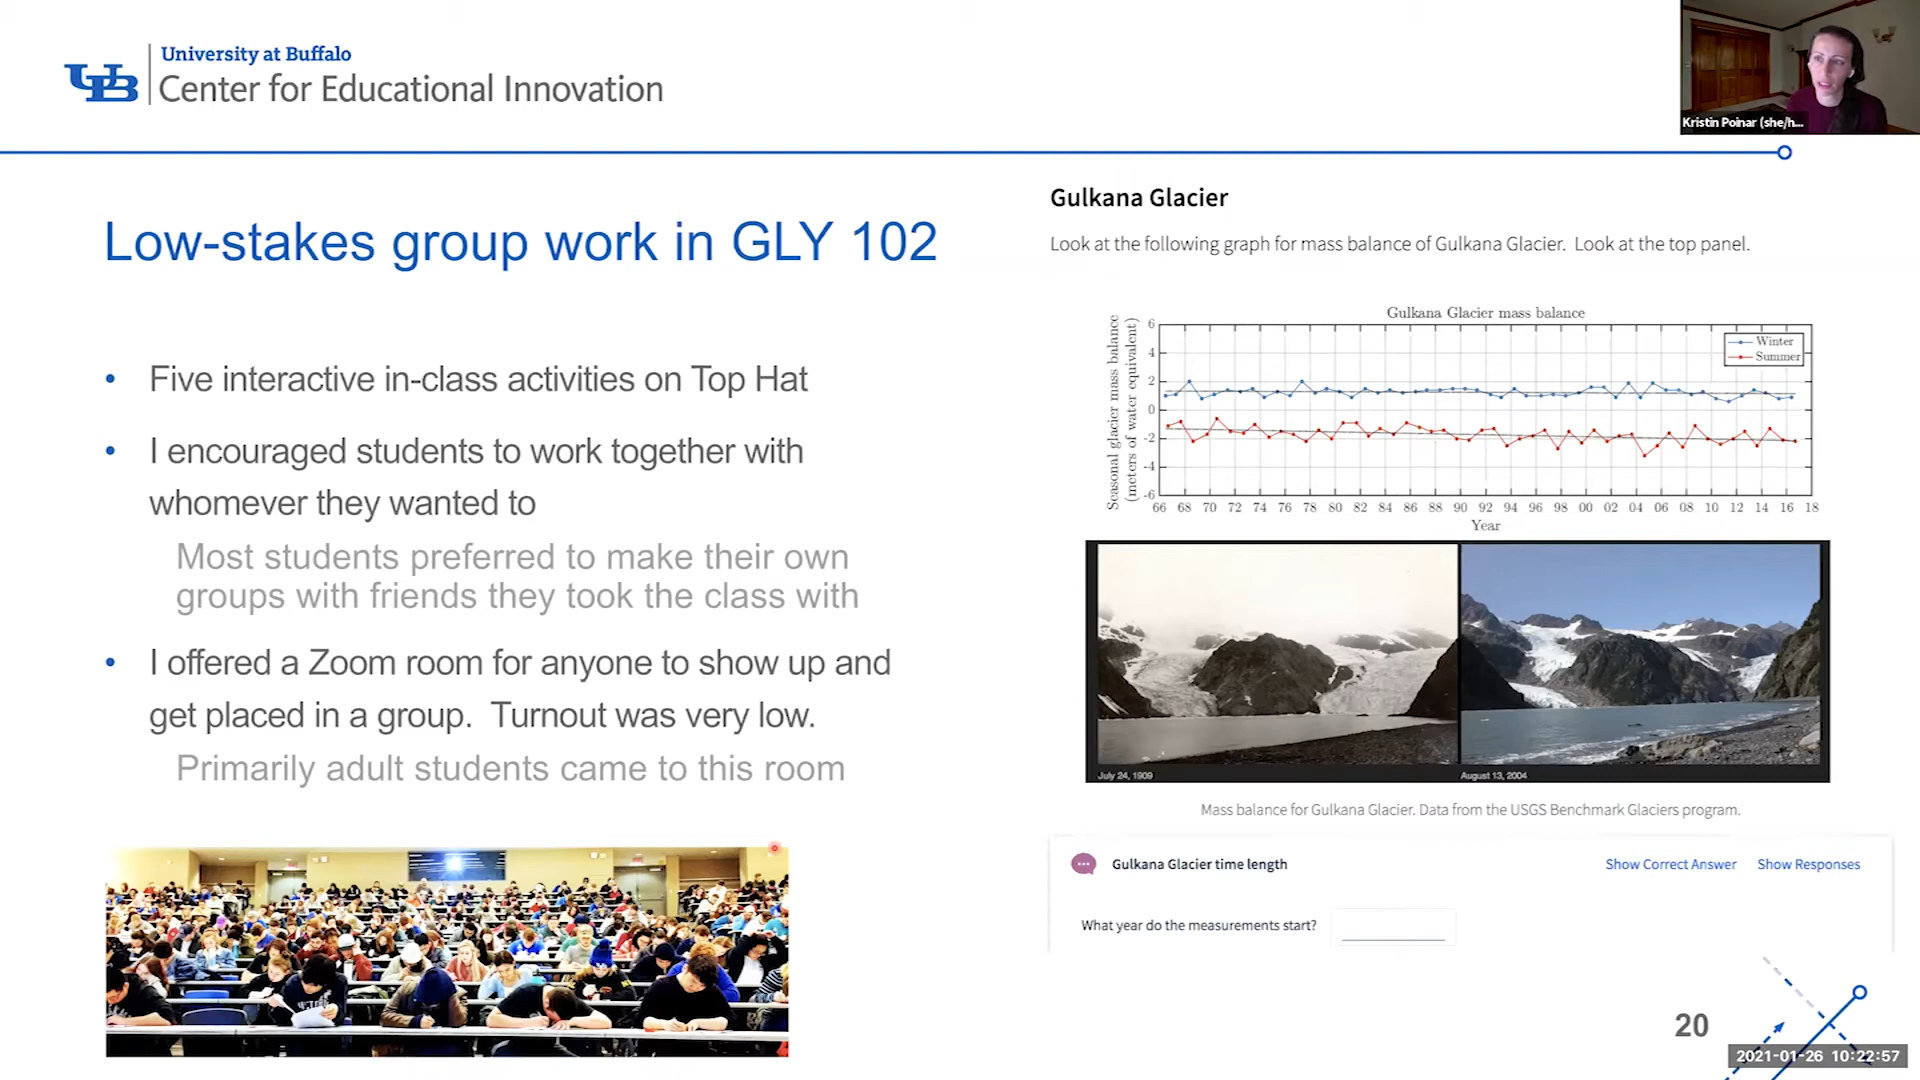 University at Buffalo
UB
Center for Educational Innovation
Kristin Poinar (she/h...
Low-stakes group work in GLY 102
• Five interactive in-class activities on Top Hat
• I encouraged students to work together with
whomever they wanted to
Most students preferred to make their own
groups with friends they took the class with
• I offered a Zoom room for anyone to show up and
get placed in a group. Turnout was very low.
Primarily adult students came to this room
Gulkana Glacier
Look at the following graph for mass balance of Gulkana Glacier. Look at the top panel.
Gulkana Glacier mass balance
Seasonal glacier mass balance
(meters of water equivalent)
6
4
2
0
-2
-4
-6
Winter
Summer
66 68 70 72 74 76 78 80 82 84 86 88 90 92 94 96 98 00 02 04 06 08 10 12 14 16 18
Year
July 24, 1909
August 13, 2004
Mass balance for Gulkana Glacier. Data from the USGS Benchmark Glaciers program.
Gulkana Glacier time length
Show Correct Answer
Show Responses
What year do the measurements start?
20
2021-01-26 10:22:57